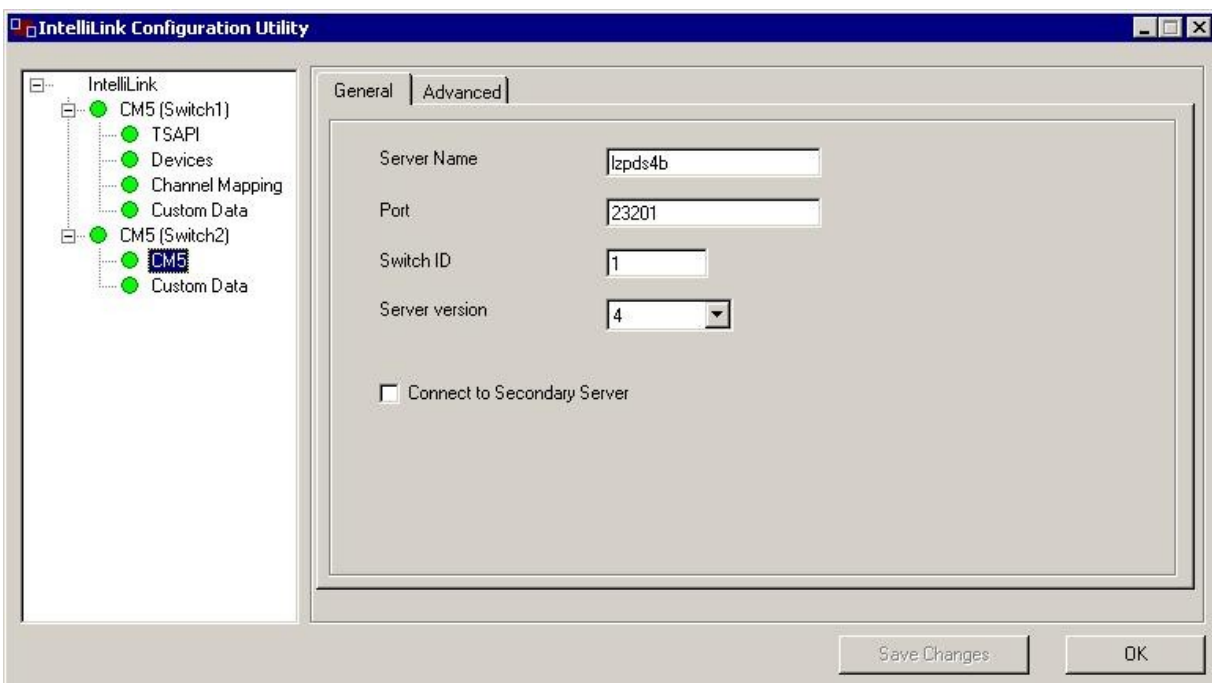 IntelliLink Configuration Utility
IntelliLink
CM5 (Switch1)
TSAPI
Devices
Channel Mapping
Custom Data
CM5 (Switch2)
CM5
Custom Data
General
Advanced
Server Name
lzpds4b
Port
23201
Switch ID
1
Server version
4
Connect to Secondary Server
Save Changes
OK